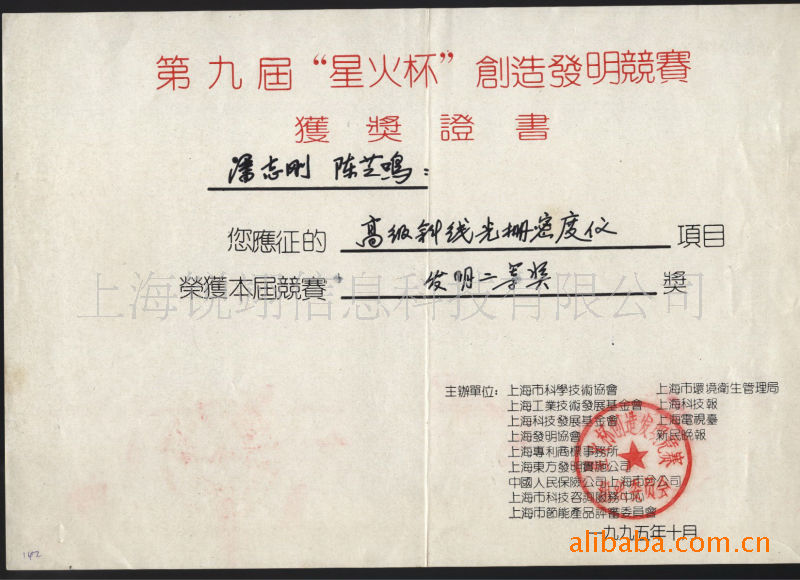 第九屆“星火杯”創造發明競賽
獲獎證書
潘志刚 陈芝鸣：
您應征的 高级斜线光栅密度仪 項目
榮獲本屆競賽 发明二等奖 獎
上海锐翊信息科技有限公司
主辦單位：上海市科學技術協會 上海市環境衛生管理局
上海工業技術發展基金會 上海科技報
上海科技發展基金會 上海電視臺
上海發明協會 新民晚報
上海專利商標事務所
上海東方發明實施公司
中國人民保險公司上海市分公司
上海市科技咨詢服務中心
上海市節能產品評審委員會
一九九五年十月
142
alibaba.com.cn